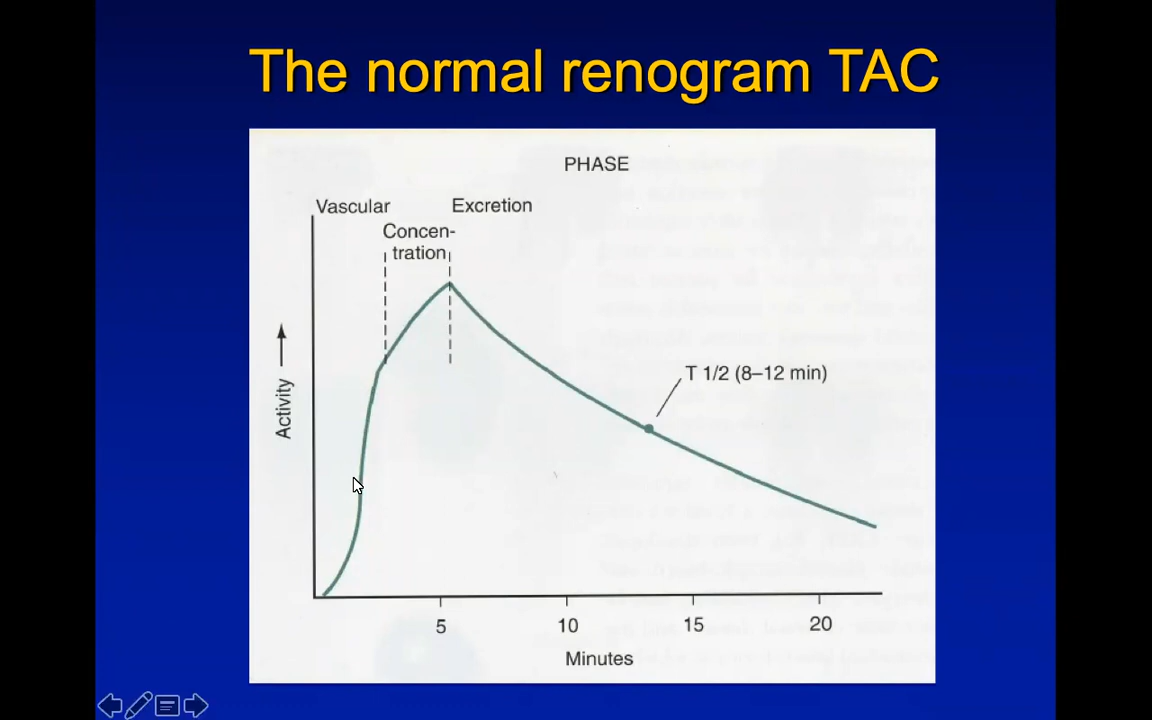 The normal renogram TAC
PHASE
Vascular
Excretion
Concen-
tration
Activity
T 1/2 (8–12 min)
5
10
15
20
Minutes